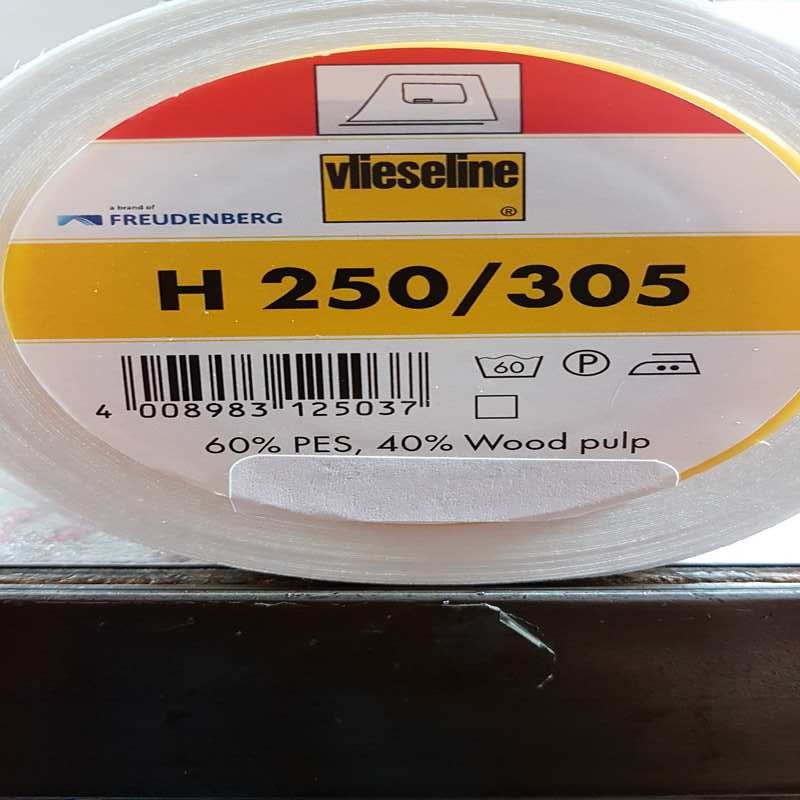 vlieseline
®
a brand of
FREUDENBERG
H 250/305
60 P
4 008983 125037
60% PES, 40% Wood pulp